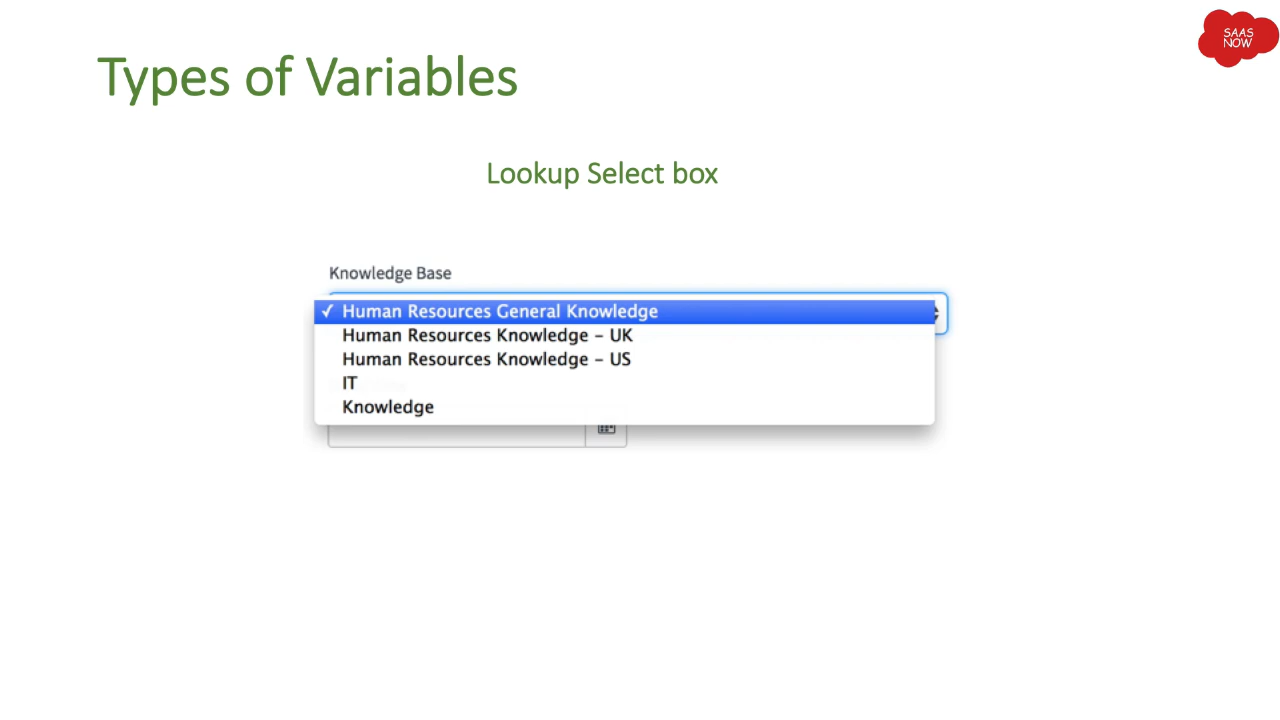 SAAS
NOW
Types of Variables
Lookup Select box
Knowledge Base
✓ Human Resources General Knowledge
Human Resources Knowledge – UK
Human Resources Knowledge – US
IT
Knowledge